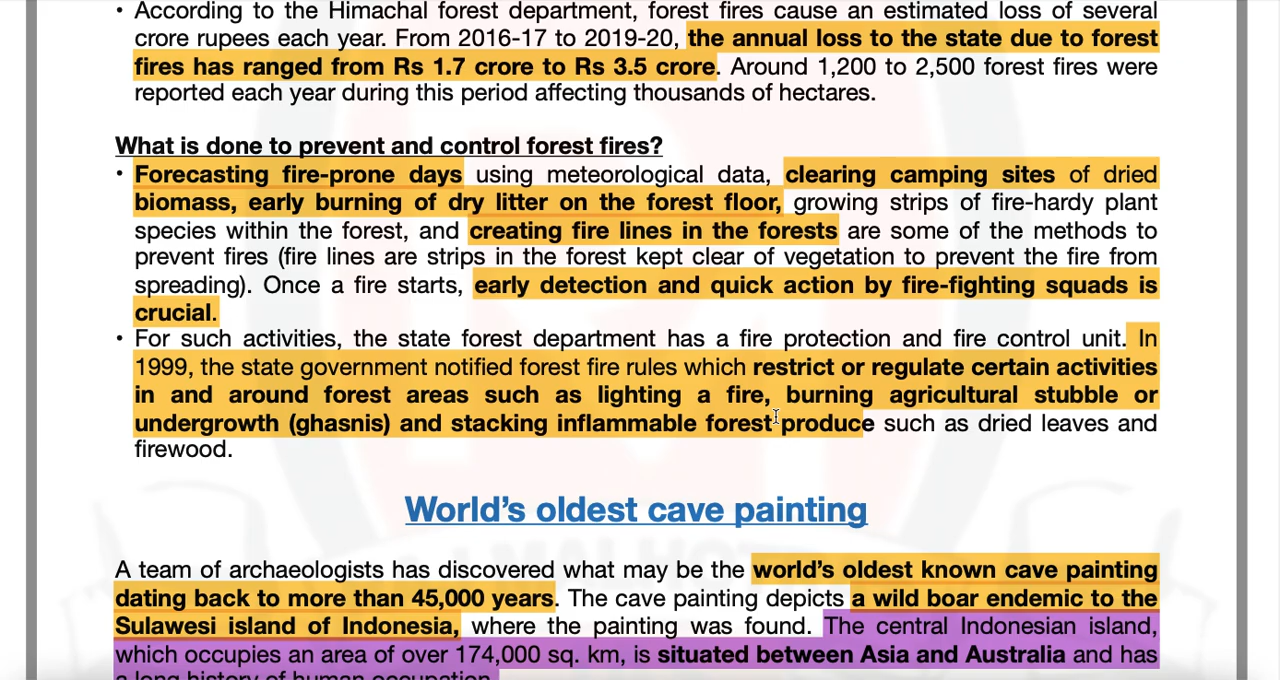 • According to the Himachal forest department, forest fires cause an estimated loss of several
crore rupees each year. From 2016-17 to 2019-20, the annual loss to the state due to forest
fires has ranged from Rs 1.7 crore to Rs 3.5 crore. Around 1,200 to 2,500 forest fires were
reported each year during this period affecting thousands of hectares.
What is done to prevent and control forest fires?
• Forecasting fire-prone days using meteorological data, clearing camping sites of dried
biomass, early burning of dry litter on the forest floor, growing strips of fire-hardy plant
species within the forest, and creating fire lines in the forests are some of the methods to
prevent fires (fire lines are strips in the forest kept clear of vegetation to prevent the fire from
spreading). Once a fire starts, early detection and quick action by fire-fighting squads is
crucial.
• For such activities, the state forest department has a fire protection and fire control unit. In
1999, the state government notified forest fire rules which restrict or regulate certain activities
in and around forest areas such as lighting a fire, burning agricultural stubble or
undergrowth (ghasnis) and stacking inflammable forest produce such as dried leaves and
firewood.
World's oldest cave painting
A team of archaeologists has discovered what may be the world's oldest known cave painting
dating back to more than 45,000 years. The cave painting depicts a wild boar endemic to the
Sulawesi island of Indonesia, where the painting was found. The central Indonesian island,
which occupies an area of over 174,000 sq. km, is situated between Asia and Australia and has
a long history of human occupation.